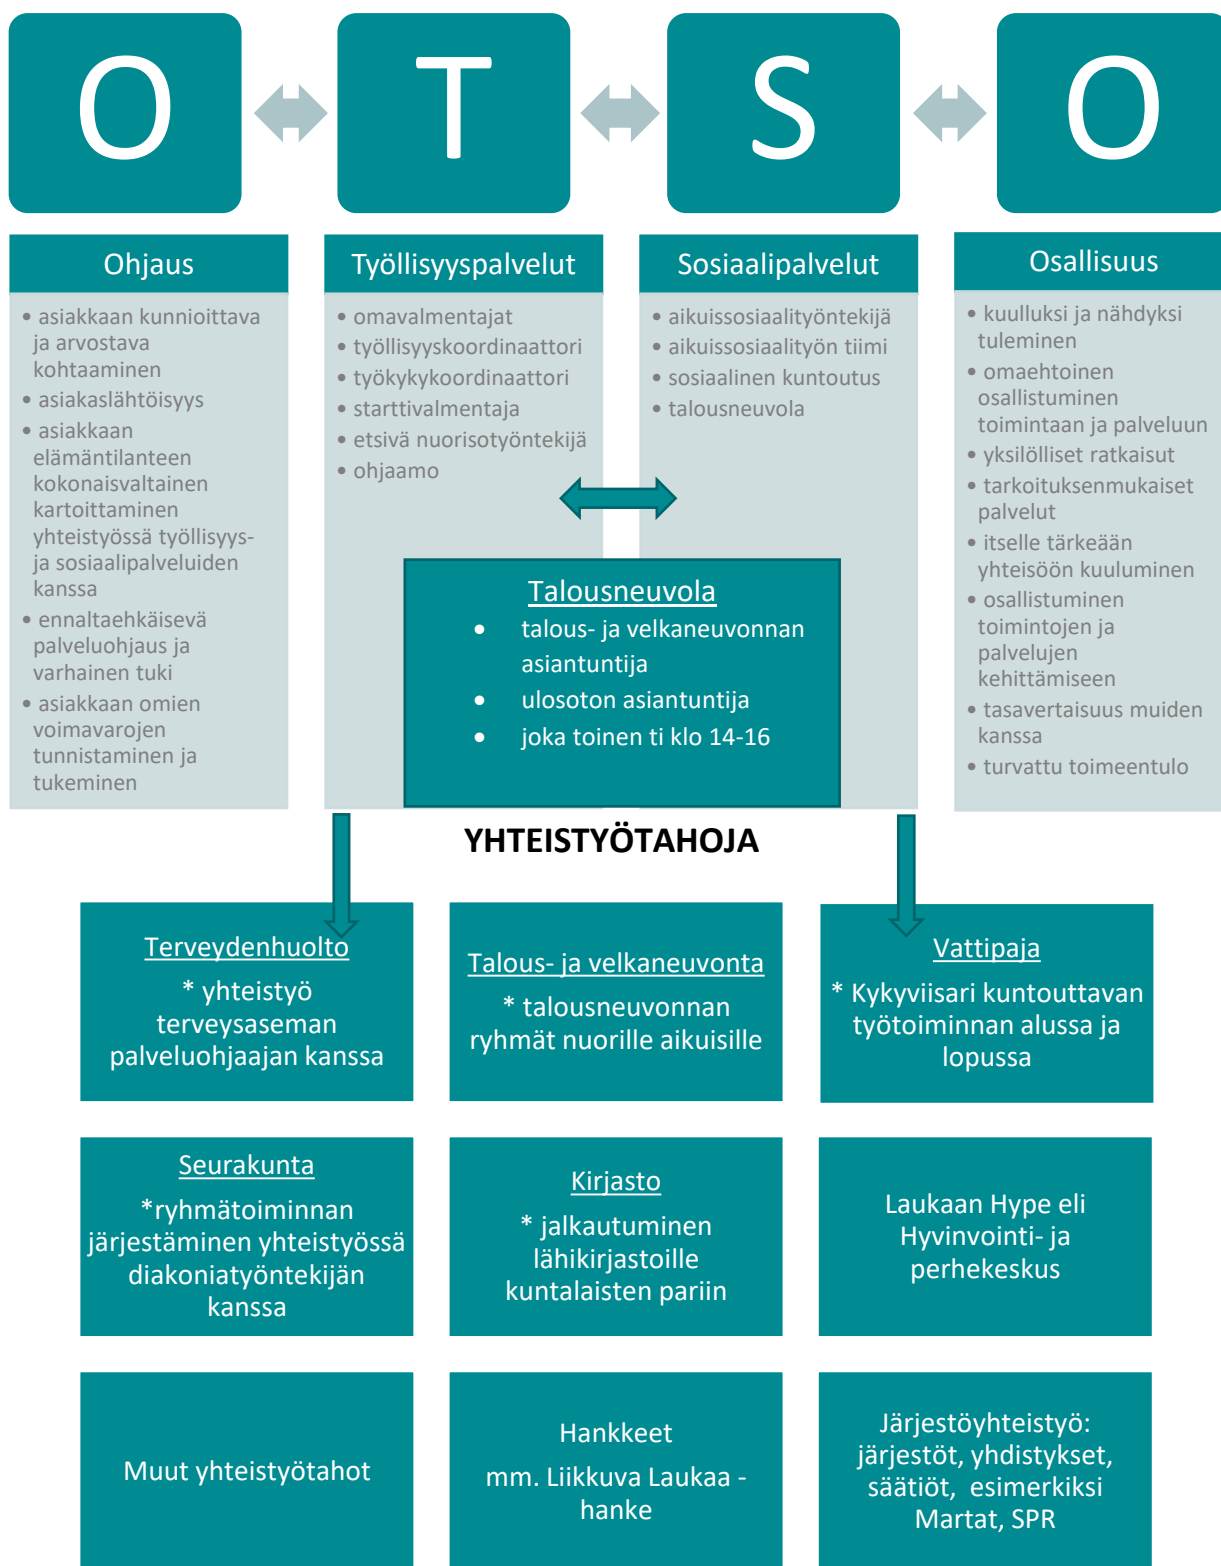 O
T
S
O
Ohjaus
• asiakkaan kunnioittava
ja arvostava
kohtaaminen
• asiakaslähtöisyys
• asiakkaan
elämäntilanteen
kokonaisvaltainen
kartoittaminen
yhteistyössä työllisyys-
ja sosiaalipalveluiden
kanssa
• ennaltaehkäisevä
palveluohjaus ja
varhainen tuki
• asiakkaan omien
voimavarojen
tunnistaminen ja
tukeminen
Työllisyyspalvelut
• omavalmentajat
• työllisyyskoordinaattori
• työkykykoordinaattori
• starttivalmentaja
• etsivä nuorisotyöntekijä
• ohjaamo
Sosiaalipalvelut
• aikuissosiaalityöntekijä
• aikuissosiaalityön tiimi
• sosiaalinen kuntoutus
• talousneuvola
Osallisuus
• kuulluksi ja nähdyksi
tuleminen
• omaehtoinen
osallistuminen
toimintaan ja palveluun
• yksilölliset ratkaisut
• tarkoituksenmukaiset
palvelut
• itselle tärkeään
yhteisöön kuuluminen
• osallistuminen
toimintojen ja
palvelujen
kehittämiseen
• tasavertaisuus muiden
kanssa
• turvattu toimeentulo
Talousneuvola
• talous- ja velkaneuvonnan
asiantuntija
• ulosoton asiantuntija
• joka toinen ti klo 14-16
YHTEISTYÖTAHOJA
Terveydenhuolto
* yhteistyö
terveysaseman
palveluohjaajan kanssa
Talous- ja velkaneuvonta
* talousneuvonnan
ryhmät nuorille aikuisille
Vattipaja
* Kykyviisari kuntouttavan
työtoiminnan alussa ja
lopussa
Seurakunta
*ryhmätoiminnan
järjestäminen yhteistyössä
diakoniatyöntekijän
kanssa
Kirjasto
* jalkautuminen
lähikirjastoille
kuntalaisten pariin
Laukaan Hype eli
Hyvinvointi- ja
perhekeskus
Muut yhteistyötahot
Hankkeet
mm. Liikkuva Laukaa -
hanke
Järjestöyhteistyö:
järjestöt, yhdistykset,
säätiöt, esimerkiksi
Martat, SPR